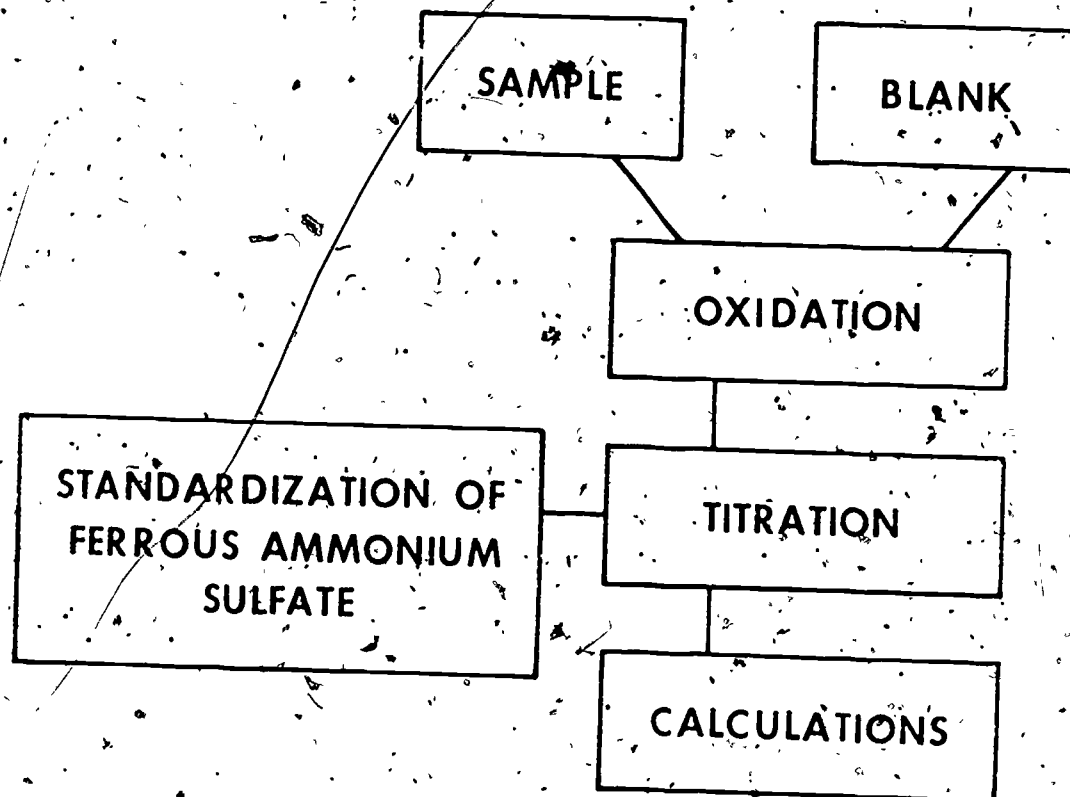 SAMPLE
BLANK
OXIDATION
STANDARDIZATION OF
FERROUS AMMONIUM
SULFATE
TITRATION
CALCULATIONS